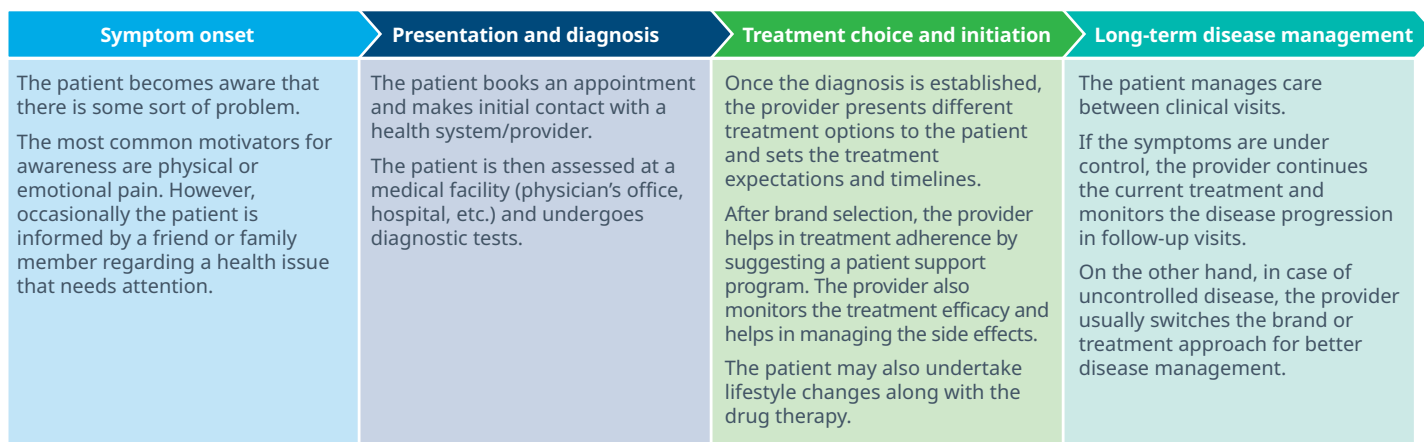 Symptom onset
The patient becomes aware that
there is some sort of problem.
The most common motivators for
awareness are physical or
emotional pain. However,
occasionally the patient is
informed by a friend or family
member regarding a health issue
that needs attention.
Presentation and diagnosis
The patient books an appointment
and makes initial contact with a
health system/provider.
The patient is then assessed at a
medical facility (physician’s office,
hospital, etc.) and undergoes
diagnostic tests.
Treatment choice and initiation
Once the diagnosis is established,
the provider presents different
treatment options to the patient
and sets the treatment
expectations and timelines.
After brand selection, the provider
helps in treatment adherence by
suggesting a patient support
program. The provider also
monitors the treatment efficacy and
helps in managing the side effects.
The patient may also undertake
lifestyle changes along with the
drug therapy.
Long-term disease management
The patient manages care
between clinical visits.
If the symptoms are under
control, the provider continues
the current treatment and
monitors the disease progression
in follow-up visits.
On the other hand, in case of
uncontrolled disease, the provider
usually switches the brand or
treatment approach for better
disease management.